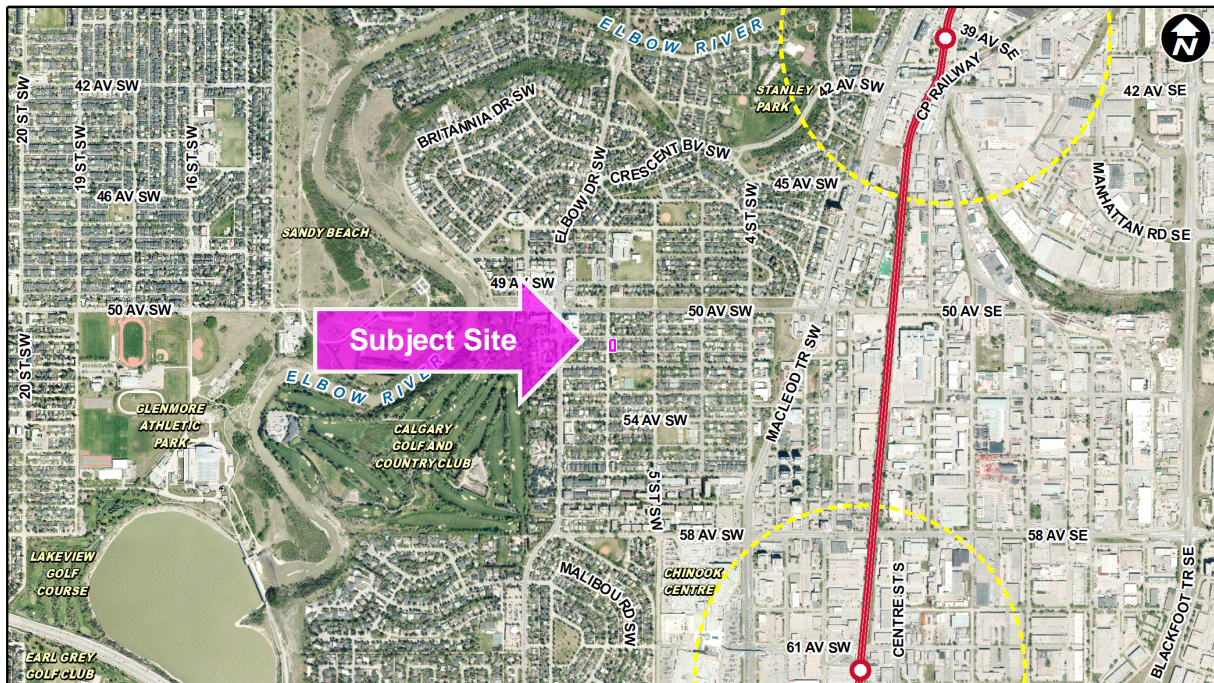 ELBOW RIVER
39 AV SE
N
42 AV SW
20 ST SW
19 ST SW
16 ST SW
BRITANNIA DR SW
STANLEY
PARK
42 AV SW
CP RAILWAY
42 AV SE
CRESCENT BV SW
ELBOW DR SW
45 AV SW
4 ST SW
46 AV SW
MANHATTAN RD SE
SANDY BEACH
49 AV SW
50 AV SW
50 AV SW
50 AV SE
Subject Site
20 ST SW
ELBOW RIVER
MACLEOD TR SW
GLENMORE
ATHLETIC
PARK
CALGARY
GOLF AND
COUNTRY CLUB
54 AV SW
5 ST SW
58 AV SW
58 AV SE
LAKEVIEW
GOLF
COURSE
MALIBOU RD SW
CHINOOK
CENTRE
CENTRE ST S
BLACKFOOT TR SE
61 AV SW
EARL GREY
GOLF CLUB